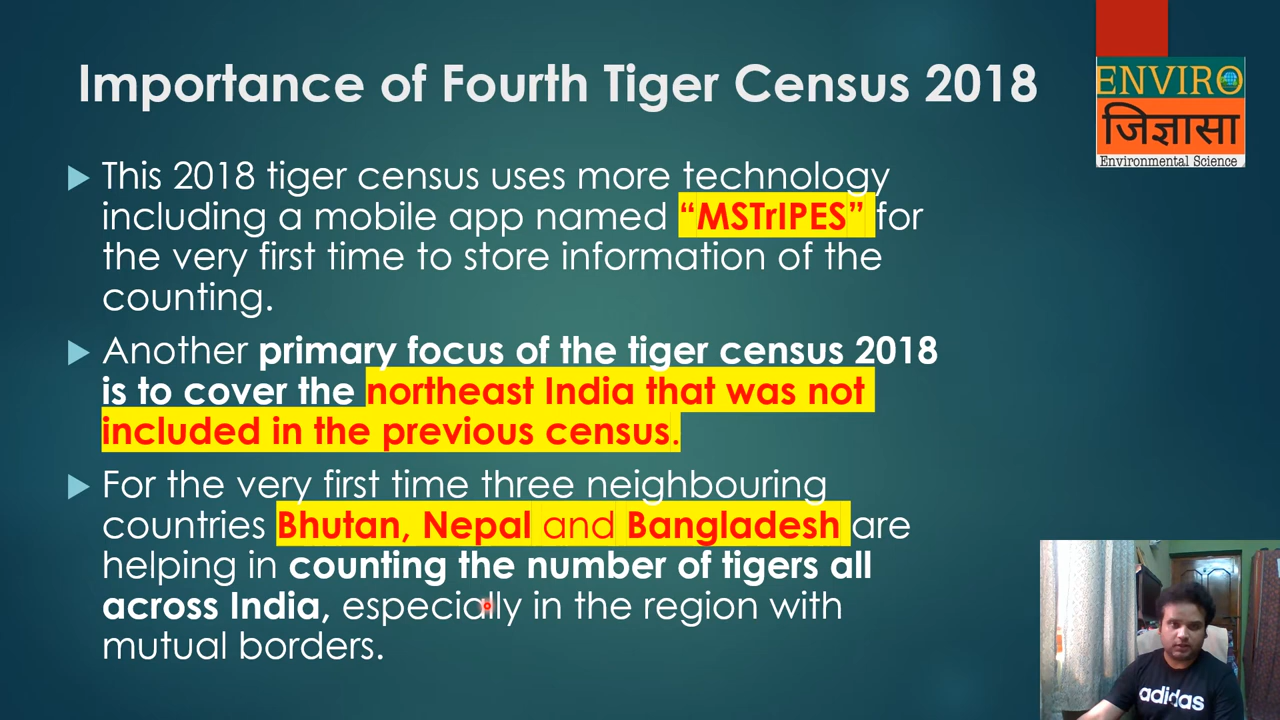 Importance of Fourth Tiger Census 2018
ENVIRO
जिज्ञासा
Environmental Science
This 2018 tiger census uses more technology
including a mobile app named “MSTrIPES” for
the very first time to store information of the
counting.
Another primary focus of the tiger census 2018
is to cover the northeast India that was not
included in the previous census.
For the very first time three neighbouring
countries Bhutan, Nepal and Bangladesh are
helping in counting the number of tigers all
across India, especially in the region with
mutual borders.
adidas